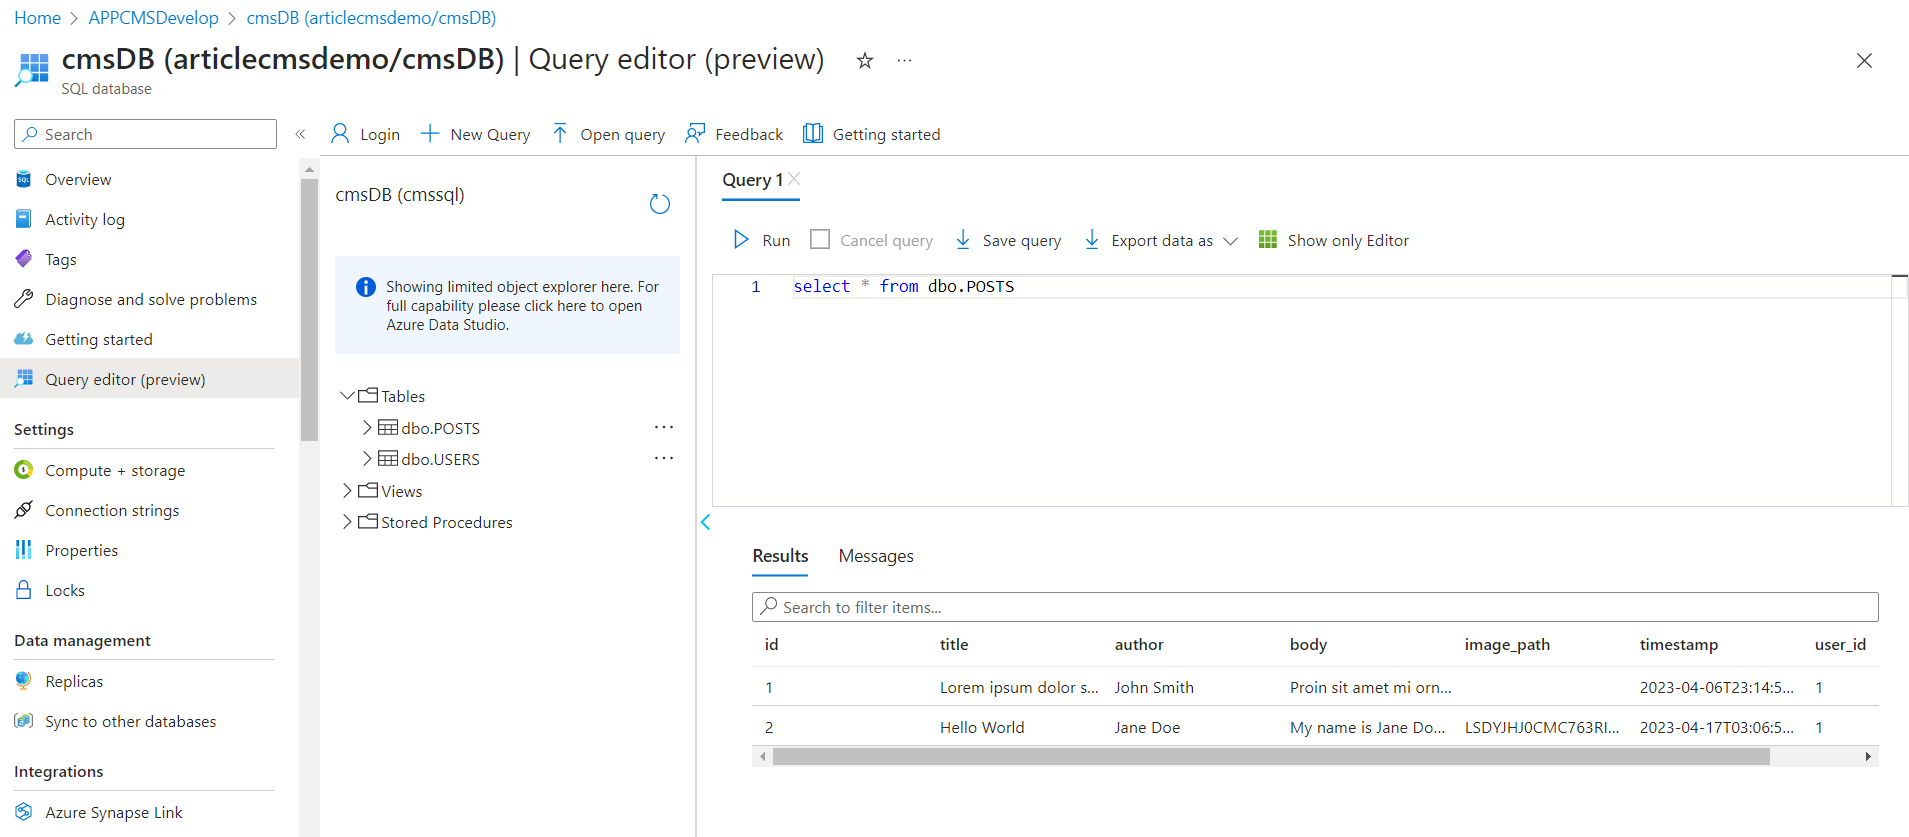 Home > APPCMSDevelop > cmsDB (articlecmsdemo/cmsDB)
cmsDB (articlecmsdemo/cmsDB) | Query editor (preview)
SQL database
Search
Overview
Activity log
Tags
Diagnose and solve problems
Getting started
Query editor (preview)
Settings
Compute + storage
Connection strings
Properties
Locks
Data management
Replicas
Sync to other databases
Integrations
Azure Synapse Link
Login New Query Open query Feedback Getting started
cmsDB (cmssql)
Showing limited object explorer here. For
full capability please click here to open
Azure Data Studio.
Tables
dbo.POSTS
dbo.USERS
Views
Stored Procedures
Query 1
Run Cancel query Save query Export data as Show only Editor
1 select * from dbo.POSTS
Results Messages
Search to filter items...
id title author body image_path timestamp user_id
1 Lorem ipsum dolor s... John Smith Proin sit amet mi orn... 2023-04-06T23:14:5... 1
2 Hello World Jane Doe My name is Jane Do... LSDYJHJ0CMC763RI... 2023-04-17T03:06:5... 1